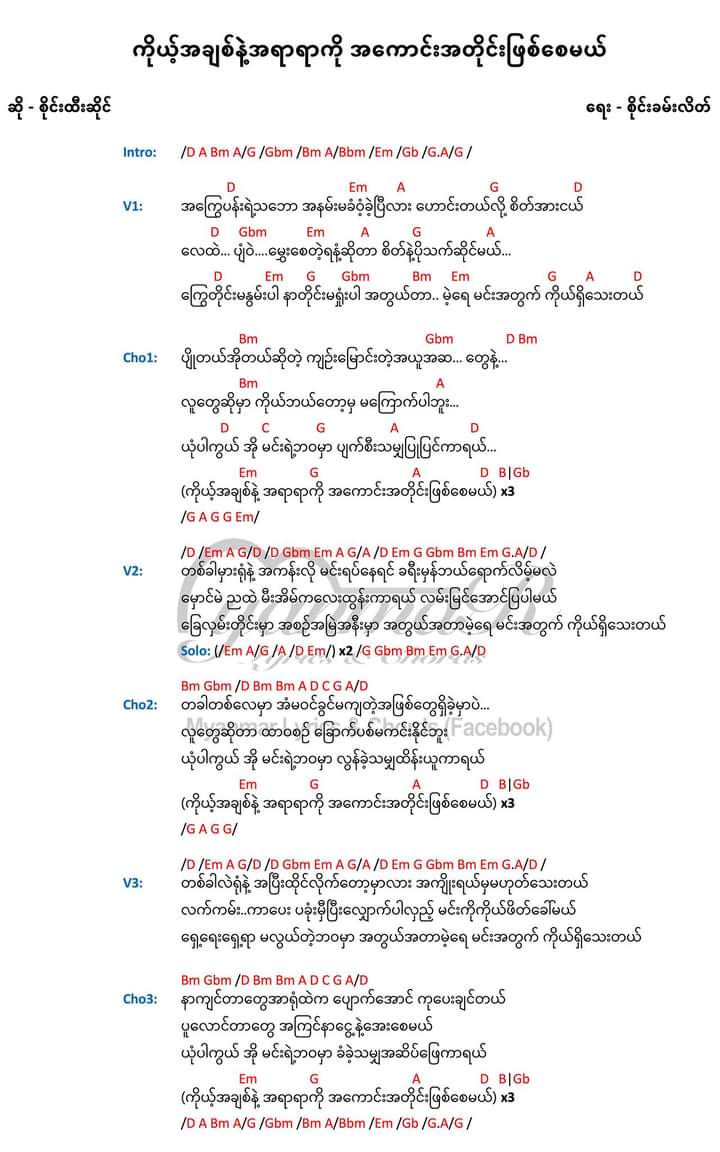 ကိုယ့်အချစ်နဲ့အရာရာကို အကောင်းအတိုင်းဖြစ်စေမယ်
ဆို - စိုင်းထီးဆိုင် ရေး - စိုင်းခမ်းလိတ်
Intro: /D A Bm A/G /Gbm /Bm A/Bbm /Em /Gb /G.A/G /
D Em A G D
V1: အကြွေပန်းရဲ့သဘော အနမ်းမခံဝံ့ခဲ့ပြီလား ဟောင်းတယ်လို့ စိတ်အားငယ်
D Gbm Em A G A
လေထဲ... ပျံဝဲ....မွှေးစေတဲ့ရနံ့ဆိုတာ စိတ်နဲ့ပိုသက်ဆိုင်မယ်...
D Em G Gbm Bm Em G A D
ကြွေတိုင်းမနွမ်းပါ နာတိုင်းမရှုံးပါ အတွယ်တာ.. မဲ့ရေ မင်းအတွက် ကိုယ်ရှိသေးတယ်
Bm Gbm D Bm
Cho1: ပျိုတယ်အိုတယ်ဆိုတဲ့ ကျဉ်းမြောင်းတဲ့အယူအဆ... တွေနဲ့...
Bm A
လူတွေဆိုမှာ ကိုယ်ဘယ်တော့မှ မကြောက်ပါဘူး...
D C G A D
ယုံပါကွယ် အို မင်းရဲ့ဘဝမှာ ပျက်စီးသမျှပြုပြင်ကာရယ်...
Em G A D B|Gb
(ကိုယ့်အချစ်နဲ့ အရာရာကို အကောင်းအတိုင်းဖြစ်စေမယ်) x3
/G A G G Em/
/D /Em A G/D /D Gbm Em A G/A /D Em G Gbm Bm Em G.A/D /
V2: တစ်ခါမှားရုံနဲ့ အကန်းလို မင်းရပ်နေရင် ခရီးမှန်ဘယ်ရောက်လိမ့်မလဲ
မှောင်မဲ ညထဲ မီးအိမ်ကလေးထွန်းကာရယ် လမ်းမြင်အောင်ပြပါမယ်
ခြေလှမ်းတိုင်းမှာ အစဉ်အမြဲအနီးမှာ အတွယ်အတာမဲ့ရေ မင်းအတွက် ကိုယ်ရှိသေးတယ်
Solo: (/Em A/G /A /D Em/) x2 /G Gbm Bm Em G.A/D
Bm Gbm /D Bm Bm A D C G A/D
Cho2: တခါတစ်လေမှာ အံမဝင်ခွင်မကျတဲ့အဖြစ်တွေရှိခဲ့မှာပဲ...
Myanmar Lyrics & Chords (Facebook)
လူတွေဆိုတာ ထာဝစဉ် ခြောက်ပစ်မကင်းနိုင်ဘူး
ယုံပါကွယ် အို မင်းရဲ့ဘဝမှာ လွန်ခဲ့သမျှထိန်းယူကာရယ်
Em G A D B|Gb
(ကိုယ့်အချစ်နဲ့ အရာရာကို အကောင်းအတိုင်းဖြစ်စေမယ်) x3
/G A G G/
/D /Em A G/D /D Gbm Em A G/A /D Em G Gbm Bm Em G.A/D /
V3: တစ်ခါလဲရုံနဲ့ အပြီးထိုင်လိုက်တော့မှာလား အကျိုးရယ်မှမဟုတ်သေးတယ်
လက်ကမ်း..ကာပေး ပခုံးမှီပြီးလျှောက်ပါလှည့် မင်းကိုကိုယ်ဖိတ်ခေါ်မယ်
ရှေ့ရေးရှေ့ရာ မလွယ်တဲ့ဘဝမှာ အတွယ်အတာမဲ့ရေ မင်းအတွက် ကိုယ်ရှိသေးတယ်
Bm Gbm /D Bm Bm A D C G A/D
Cho3: နာကျင်တာတွေအာရုံထဲက ပျောက်အောင် ကုပေးချင်တယ်
ပူလောင်တာတွေ အကြင်နာငွေ့နဲ့အေးစေမယ်
ယုံပါကွယ် အို မင်းရဲ့ဘဝမှာ ခံခဲ့သမျှအဆိပ်ဖြေကာရယ်
Em G A D B|Gb
(ကိုယ့်အချစ်နဲ့ အရာရာကို အကောင်းအတိုင်းဖြစ်စေမယ်) x3
/D A Bm A/G /Gbm /Bm A/Bbm /Em /Gb /G.A/G /